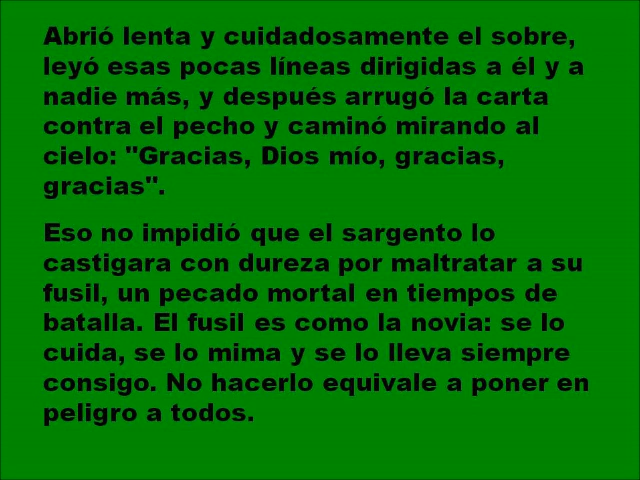 Abrió lenta y cuidadosamente el sobre,
leyó esas pocas líneas dirigidas a él y a
nadie más, y después arrugó la carta
contra el pecho y caminó mirando al
cielo: "Gracias, Dios mío, gracias,
gracias".
Eso no impidió que el sargento lo
castigara con dureza por maltratar a su
fusil, un pecado mortal en tiempos de
batalla. El fusil es como la novia: se lo
cuida, se lo mima y se lo lleva siempre
consigo. No hacerlo equivale a poner en
peligro a todos.